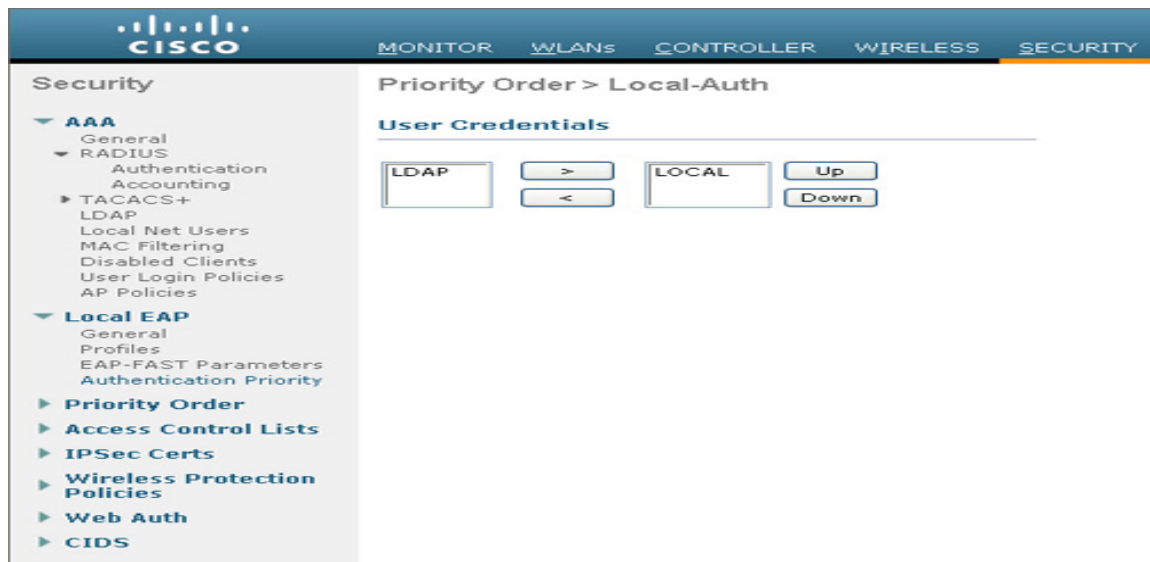 CISCO
MONITOR WLANs CONTROLLER WIRELESS SECURITY
Security
AAA
General
RADIUS
Authentication
Accounting
TACACS+
LDAP
Local Net Users
MAC Filtering
Disabled Clients
User Login Policies
AP Policies
Local EAP
General
Profiles
EAP-FAST Parameters
Authentication Priority
Priority Order
Access Control Lists
IPSec Certs
Wireless Protection
Policies
Web Auth
CIDS
Priority Order > Local-Auth
User Credentials
LDAP > LOCAL Up
< Down